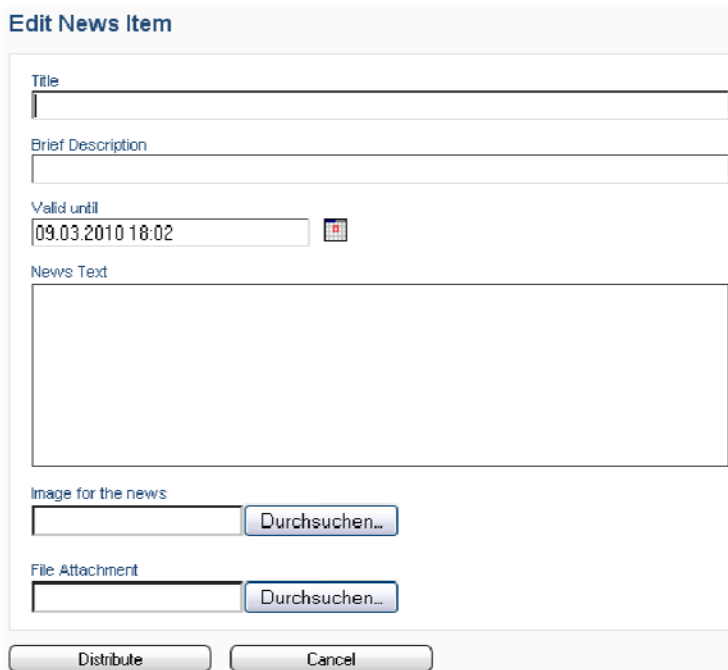 Edit News Item
Title
Brief Description
Valid until
09.03.2010 18:02
News Text
Image for the news
Durchsuchen...
File Attachment
Durchsuchen...
Distribute Cancel